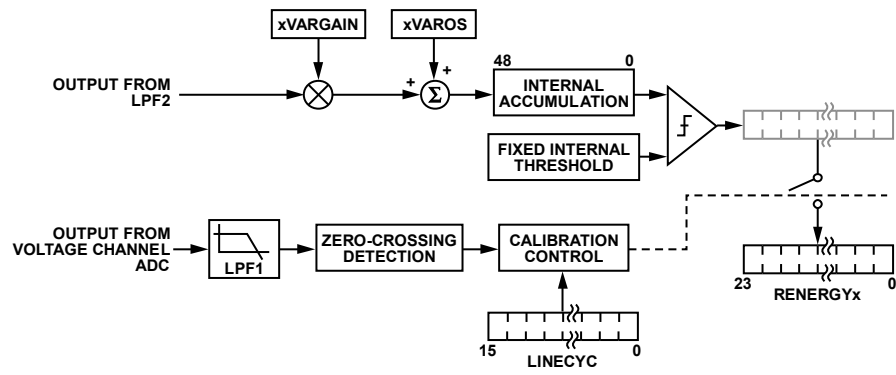 xVARGAIN
xVAROS
OUTPUT FROM
LPF2
+
+
Σ
48
0
INTERNAL
ACCUMULATION
FIXED INTERNAL
THRESHOLD
OUTPUT FROM
VOLTAGE CHANNEL
ADC
LPF1
ZERO-CROSSING
DETECTION
CALIBRATION
CONTROL
15
0
LINECYC
23
0
RENERGYx